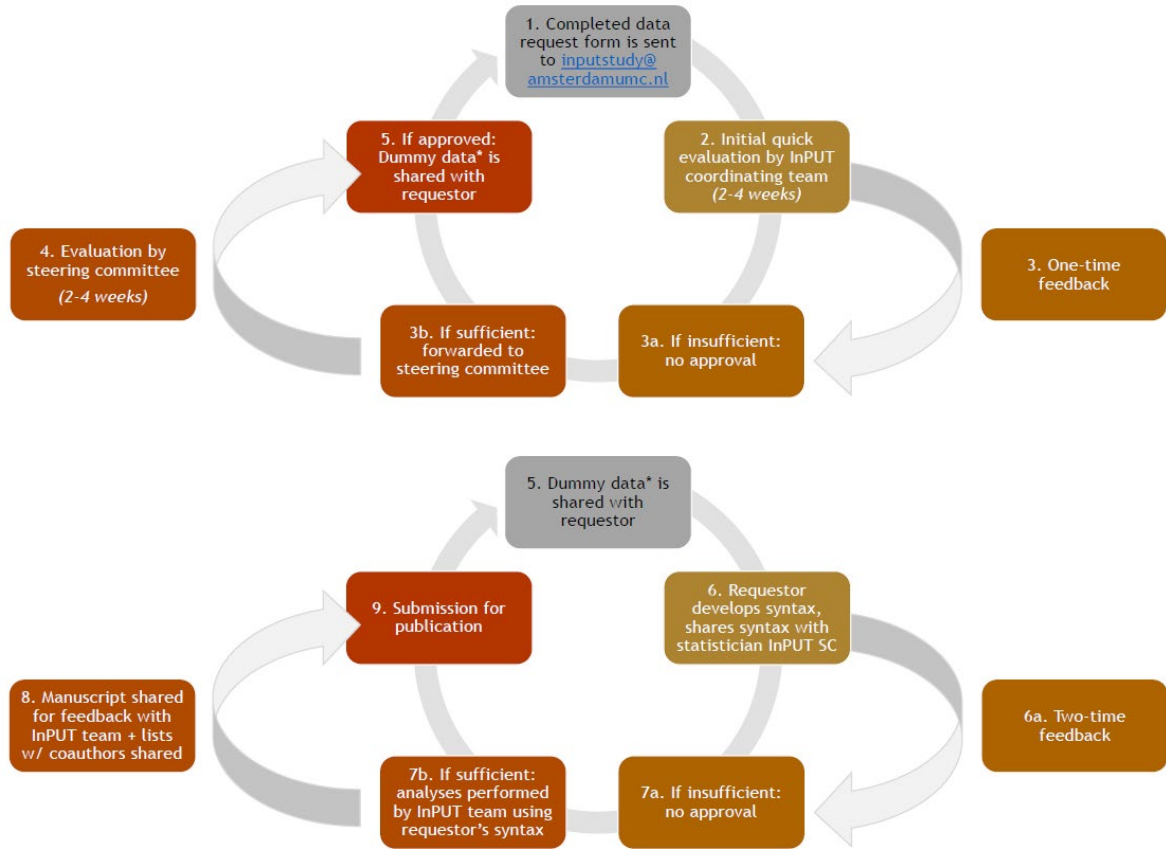 1. Completed data
request form is sent
to inputstudy@
amsterdamumc.nl
2. Initial quick
evaluation by InPUT
coordinating team
(2-4 weeks)
3. One-time
feedback
3a. If insufficient:
no approval
3b. If sufficient:
forwarded to
steering committee
4. Evaluation by
steering committee
(2-4 weeks)
5. If approved:
Dummy data* is
shared with
requestor
5. Dummy data* is
shared with
requestor
6. Requestor
develops syntax,
shares syntax with
statistician InPUT SC
6a. Two-time
feedback
7a. If insufficient:
no approval
7b. If sufficient:
analyses performed
by InPUT team using
requestor’s syntax
8. Manuscript shared
for feedback with
InPUT team + lists
w/ coauthors shared
9. Submission for
publication